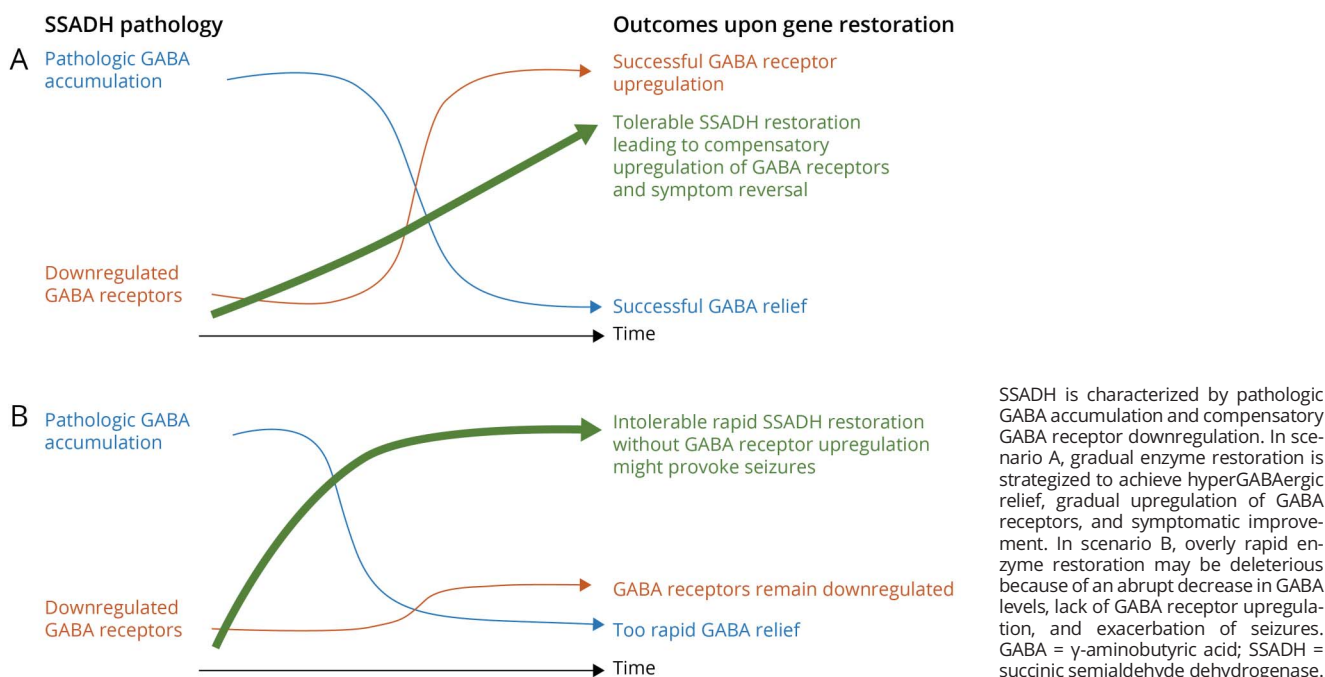 SSADH pathology
Outcomes upon gene restoration
A
Pathologic GABA
accumulation
Successful GABA receptor
upregulation
Tolerable SSADH restoration
leading to compensatory
upregulation of GABA receptors
and symptom reversal
Downregulated
GABA receptors
Successful GABA relief
Time
B
Pathologic GABA
accumulation
Intolerable rapid SSADH restoration
without GABA receptor upregulation
might provoke seizures
Downregulated
GABA receptors
GABA receptors remain downregulated
Too rapid GABA relief
Time
SSADH is characterized by pathologic
GABA accumulation and compensatory
GABA receptor downregulation. In sce-
nario A, gradual enzyme restoration is
strategized to achieve hyperGABAergic
relief, gradual upregulation of GABA
receptors, and symptomatic improve-
ment. In scenario B, overly rapid en-
zyme restoration may be deleterious
because of an abrupt decrease in GABA
levels, lack of GABA receptor upregula-
tion, and exacerbation of seizures.
GABA = γ-aminobutyric acid; SSADH =
succinic semialdehyde dehydrogenase.